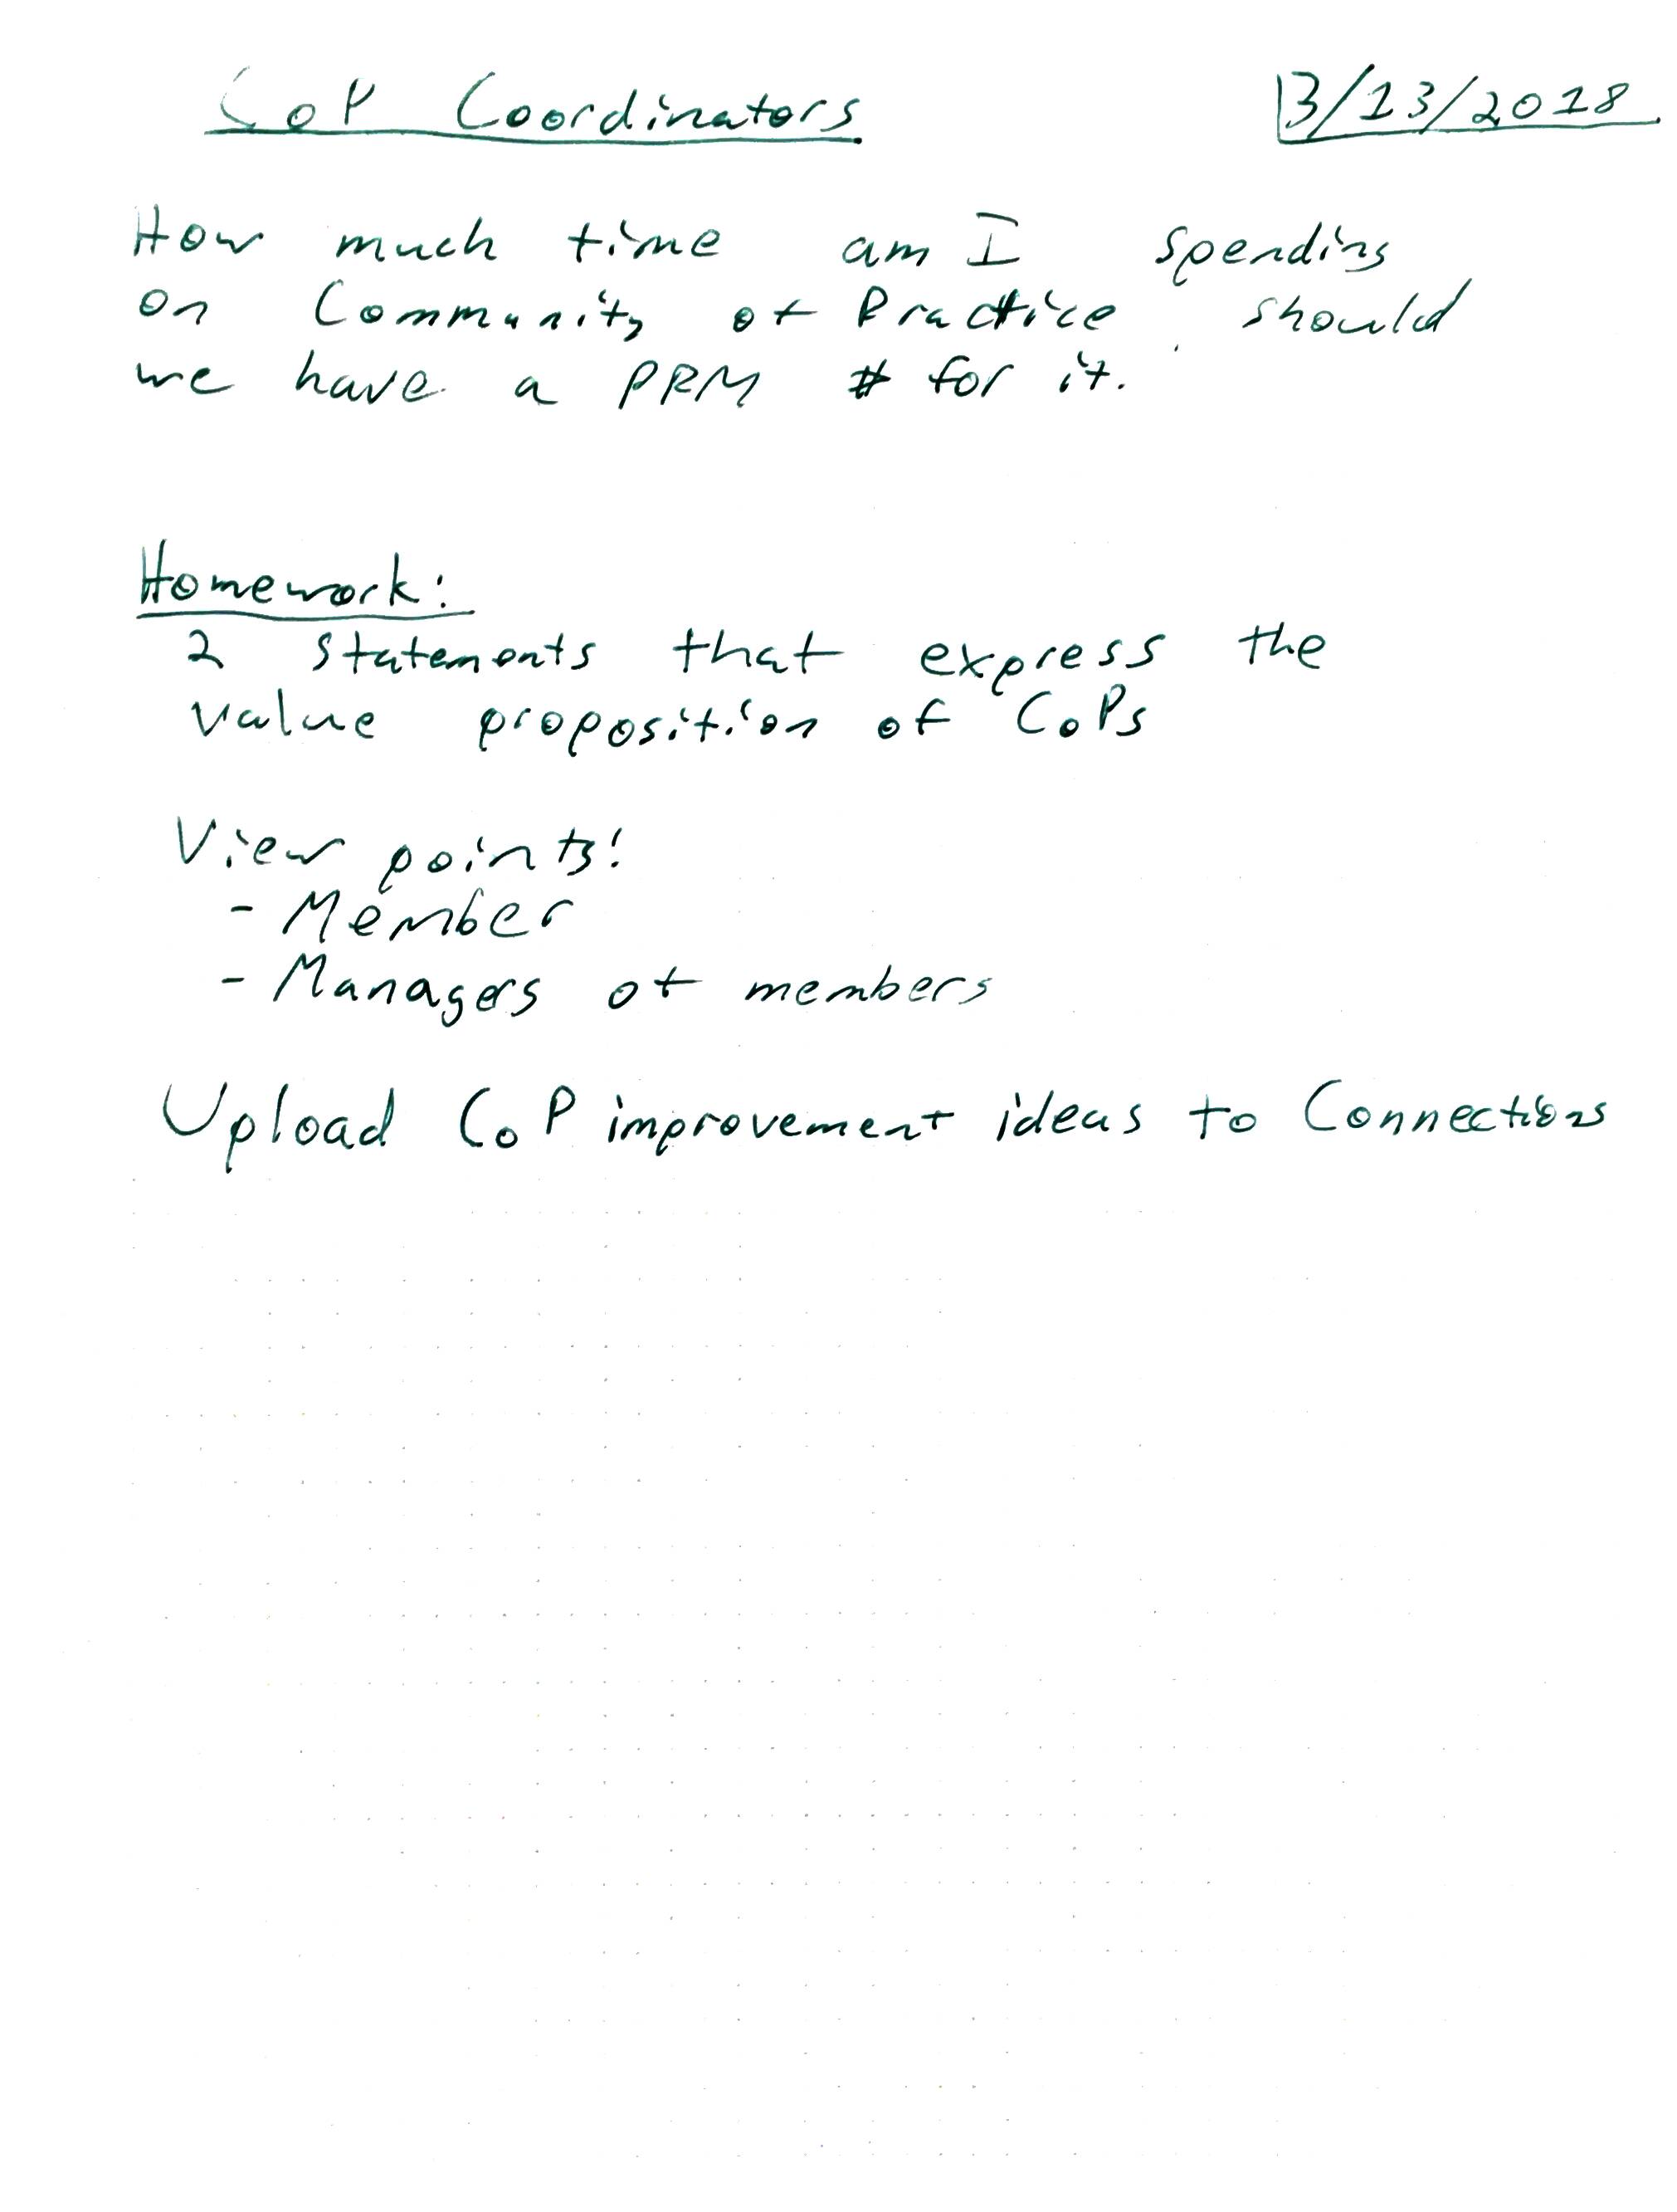 CoP Coordinators 3/13/2018
How much time am I spending
on Community of Practice. should
we have a PRM # for it.
Homework:
2 statements that express the
value proposition of CoPs
View points:
- Member
- Managers of members
Upload CoP improvement ideas to Connections